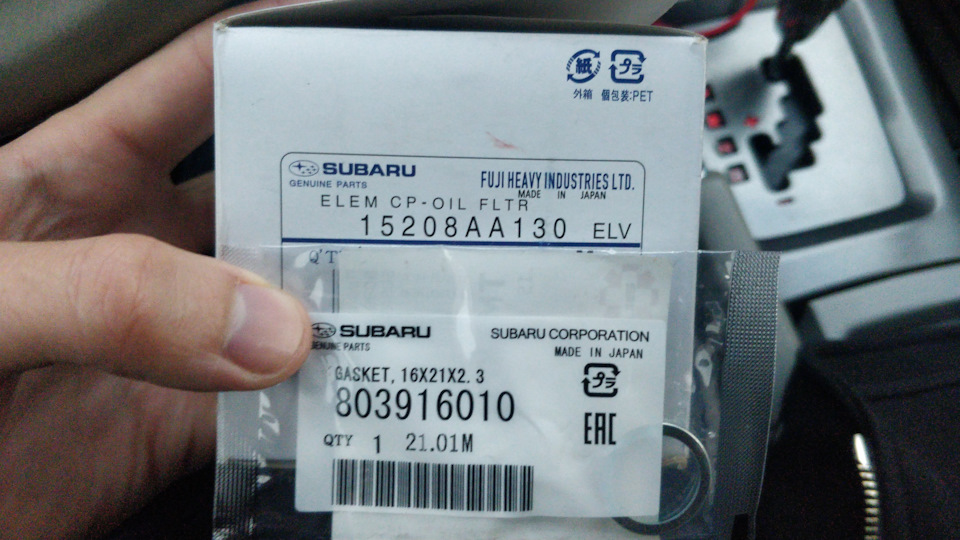 紙 プラ
外箱 個包装:PET
SUBARU
GENUINE PARTS
FUJI HEAVY INDUSTRIES LTD.
MADE IN JAPAN
ELEM CP-OIL FLTR
15208AA130 ELV
Q'T
SUBARU
GENUINE PARTS
SUBARU CORPORATION
MADE IN JAPAN
プラ
GASKET, 16X21X2.3
803916010
EAC
QTY 1 21.01M